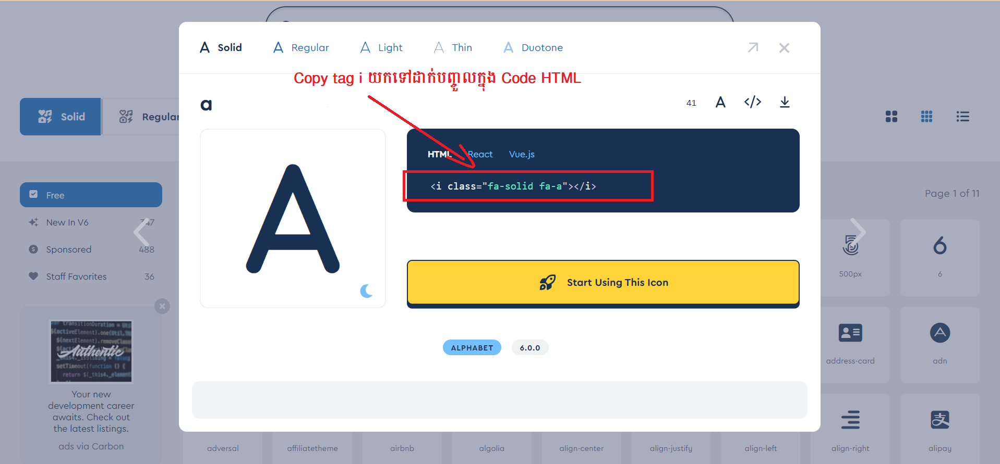 Solid
Regular
Light
Thin
Duotone
Copy tag i យកទៅដាក់បញ្ចូលក្នុង Code HTML
a
41
Solid
Regular
HTML
React
Vue.js
<i class="fa-solid fa-a"></i>
Page 1 of 11
Free
New In V6
Sponsored
488
Staff Favorites
36
Start Using This Icon
500px
6
ALPHABET
6.0.0
address-card
adn
Authentic
Your new
development career
awaits. Check out
the latest listings.
ads via Carbon
adversal
affiliatetheme
airbnb
algolia
align-center
align-justify
align-left
align-right
alipay